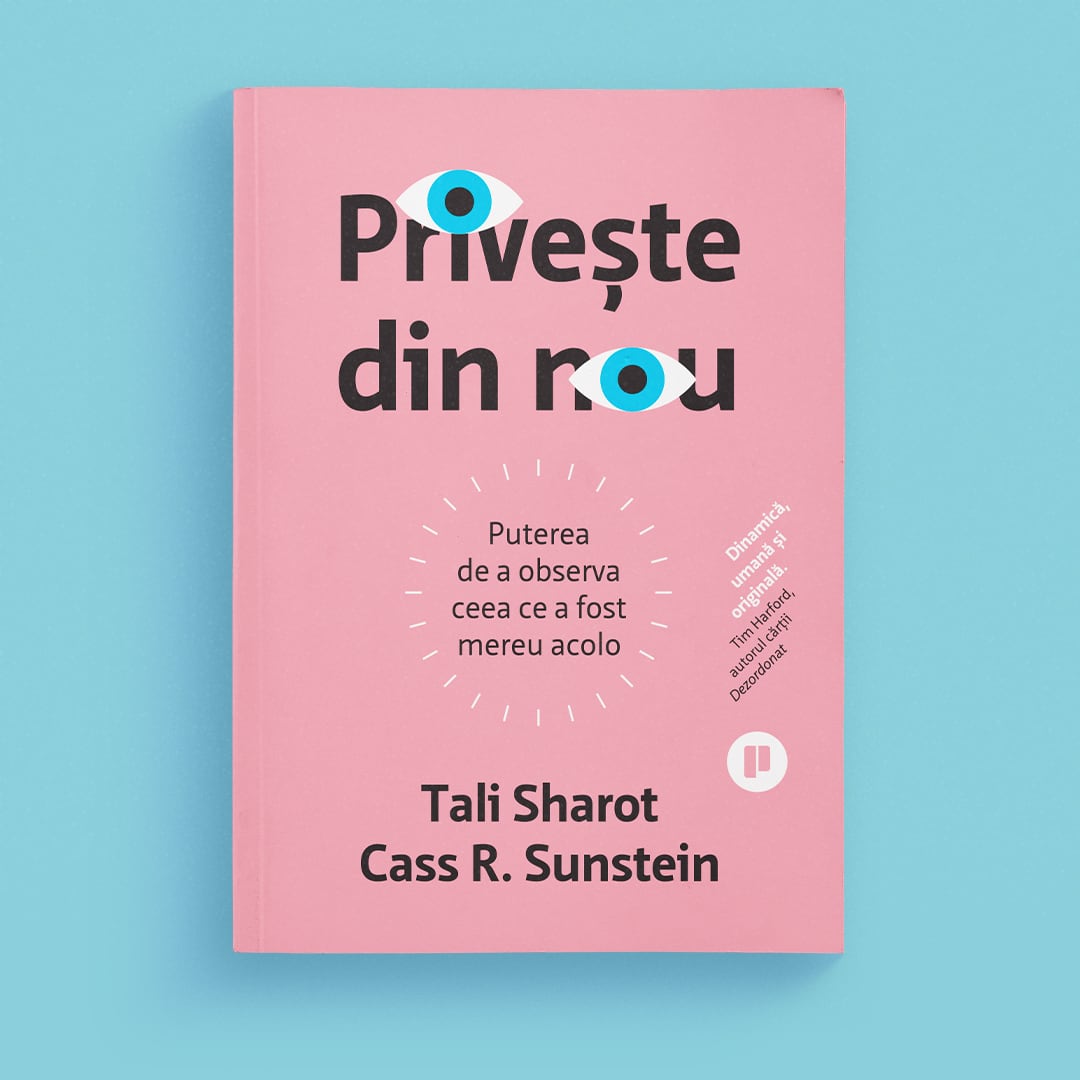 Privește
din nou
Puterea
de a observa
ceea ce a fost
mereu acolo
Dinamică,
umană și
originală.
Tim Harford,
autorul cărții
Dezordonat
Tali Sharot
Cass R. Sunstein